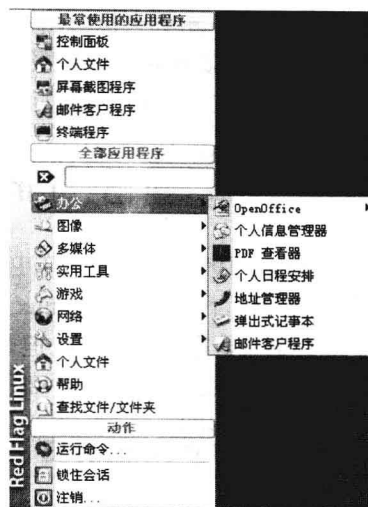 最常使用的应用程序
控制面板
个人文件
屏幕截图程序
邮件客户程序
终端程序
全部应用程序
办公
图像
多媒体
实用工具
游戏
网络
设置
个人文件
帮助
查找文件/文件夹
动作
运行命令...
锁住会话
注销...
OpenOffice
个人信息管理器
PDF 查看器
个人日程安排
地址管理器
弹出式记事本
邮件客户程序
Red Flag Linux